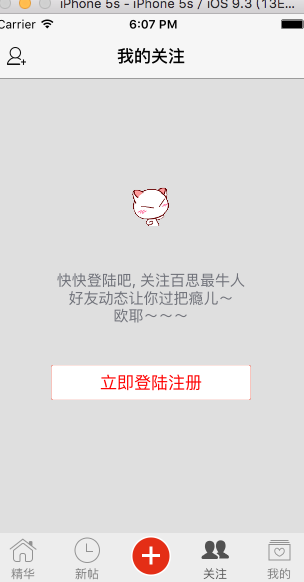 iPhone 5s - iPhone 5s / iOS 9.3 (13E...
Carrier 6:07 PM
我的关注
快快登陆吧, 关注百思最牛人
好友动态让你过把瘾儿～
欧耶～～～
立即登陆注册
精华 新帖 关注 我的